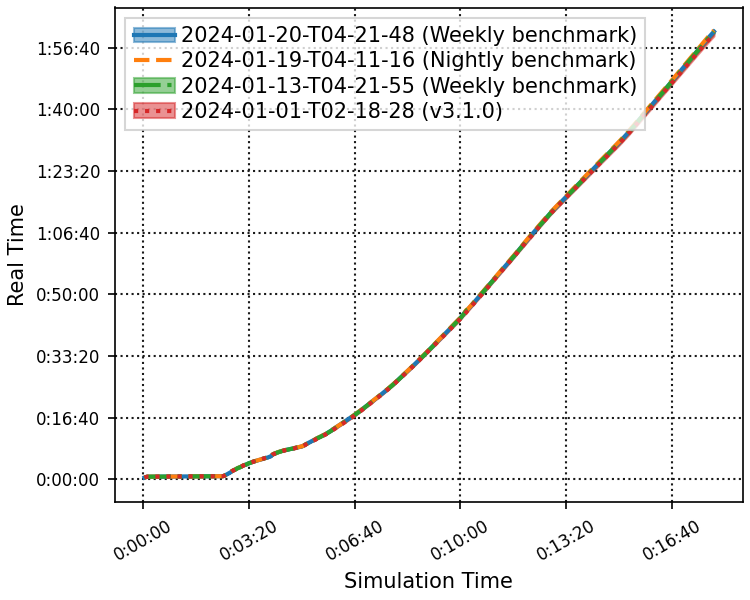 2024-01-20-T04-21-48 (Weekly benchmark)
2024-01-19-T04-11-16 (Nightly benchmark)
2024-01-13-T04-21-55 (Weekly benchmark)
2024-01-01-T02-18-28 (v3.1.0)
Real Time
1:56:40
1:40:00
1:23:20
1:06:40
0:50:00
0:33:20
0:16:40
0:00:00
0:00:00
0:03:20
0:06:40
0:10:00
0:13:20
0:16:40
Simulation Time